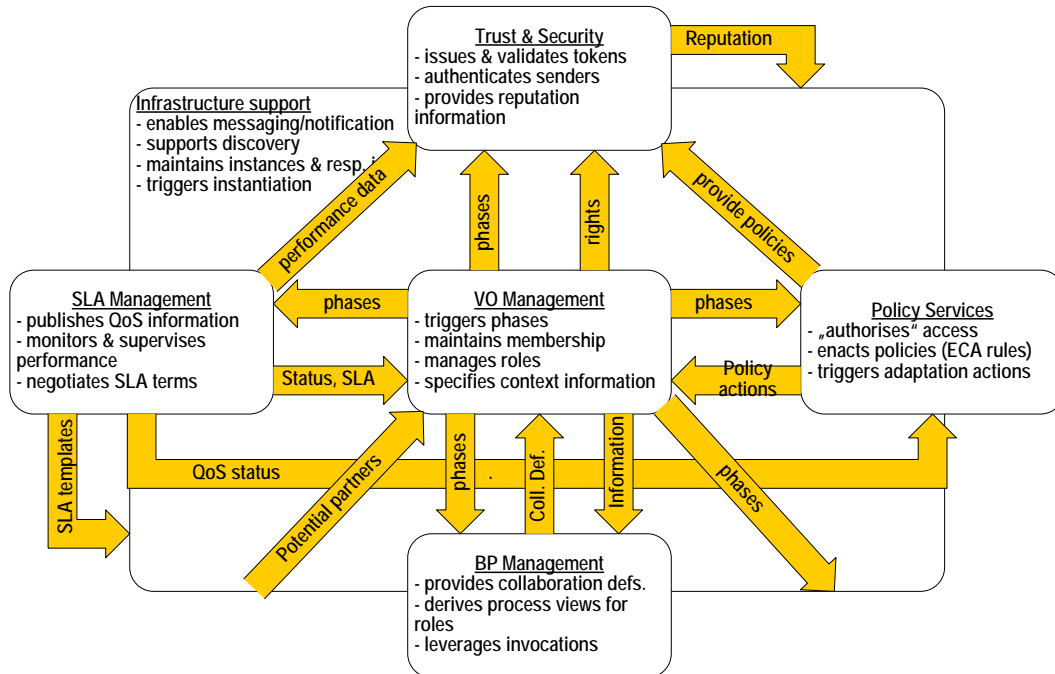 Trust & Security
- issues & validates tokens
- authenticates senders
- provides reputation
information
Reputation
Infrastructure support
- enables messaging/notification
- supports discovery
- maintains instances & resp.
- triggers instantiation
performance data
phases
rights
provide policies
SLA Management
- publishes QoS information
- monitors & supervises
performance
- negotiates SLA terms
phases
VO Management
- triggers phases
- maintains membership
- manages roles
- specifies context information
phases
Policy Services
- „authorises“ access
- enacts policies (ECA rules)
- triggers adaptation actions
Status, SLA
Policy
actions
SLA templates
QoS status
Potential partners
phases
.
Coll. Def.
Information
phases
BP Management
- provides collaboration defs.
- derives process views for
roles
- leverages invocations